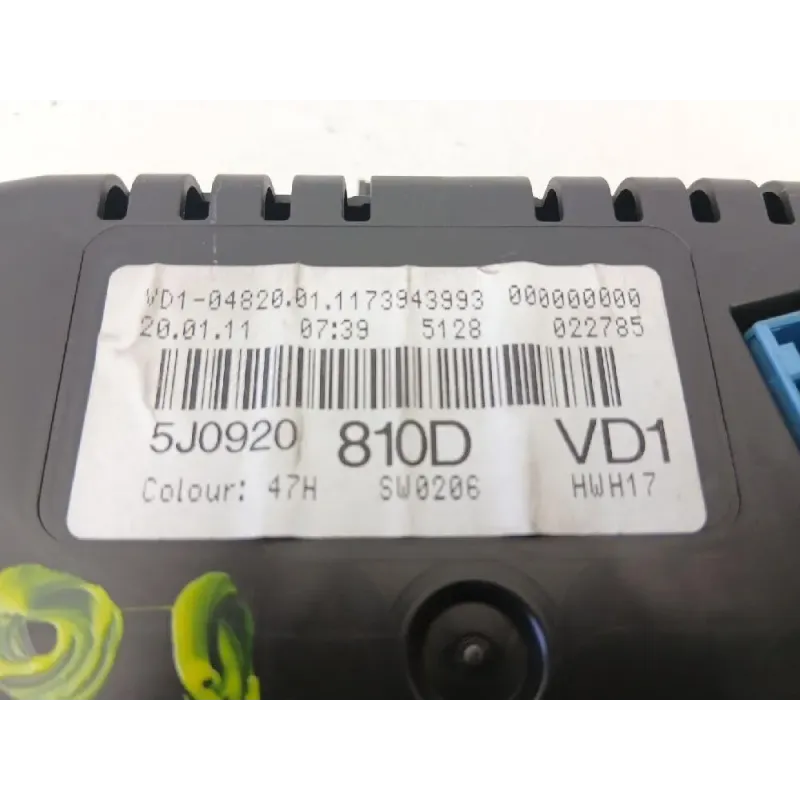 VD1-04820.01.1173943993 000000000
20.01.11 07:39 5128 022785
5J0920 810D VD1
Colour: 47H SW0206 HWH17